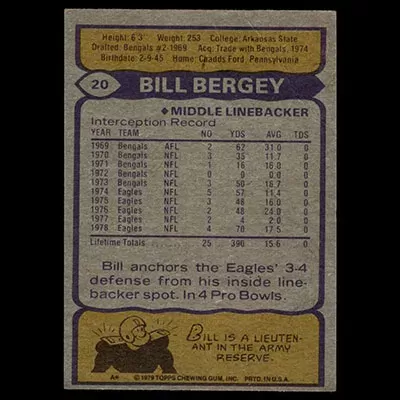 Height: 6'3" Weight: 253 College: Arkansas State
Drafted: Bengals #2-1969 Acq: Trade with Bengals, 1974
Birthdate: 2-9-45 Home: Chadds Ford, Pennsylvania
20 BILL BERGEY
◆MIDDLE LINEBACKER
Interception Record
YEAR TEAM NO YDS AVG TDS
1969 Bengals AFL 2 62 31.0 0
1970 Bengals NFL 3 35 11.7 0
1971 Bengals NFL 1 16 16.0 0
1972 Bengals NFL 0 0 0
1973 Bengals NFL 3 50 16.7 0
1974 Eagles NFL 5 57 11.4 0
1975 Eagles NFL 3 48 16.0 0
1976 Eagles NFL 2 48 24.0 0
1977 Eagles NFL 2 4 0
1978 Eagles NFL 4 70 17.5 0
Lifetime Totals 25 390 15.6 0
Bill anchors the Eagles' 3-4
defense from his inside line-
backer spot. In 4 Pro Bowls.
BILL IS A LIEUTEN-
ANT IN THE ARMY
RESERVE.
© 1979 TOPPS CHEWING GUM, INC. PRTD. IN U.S.A.